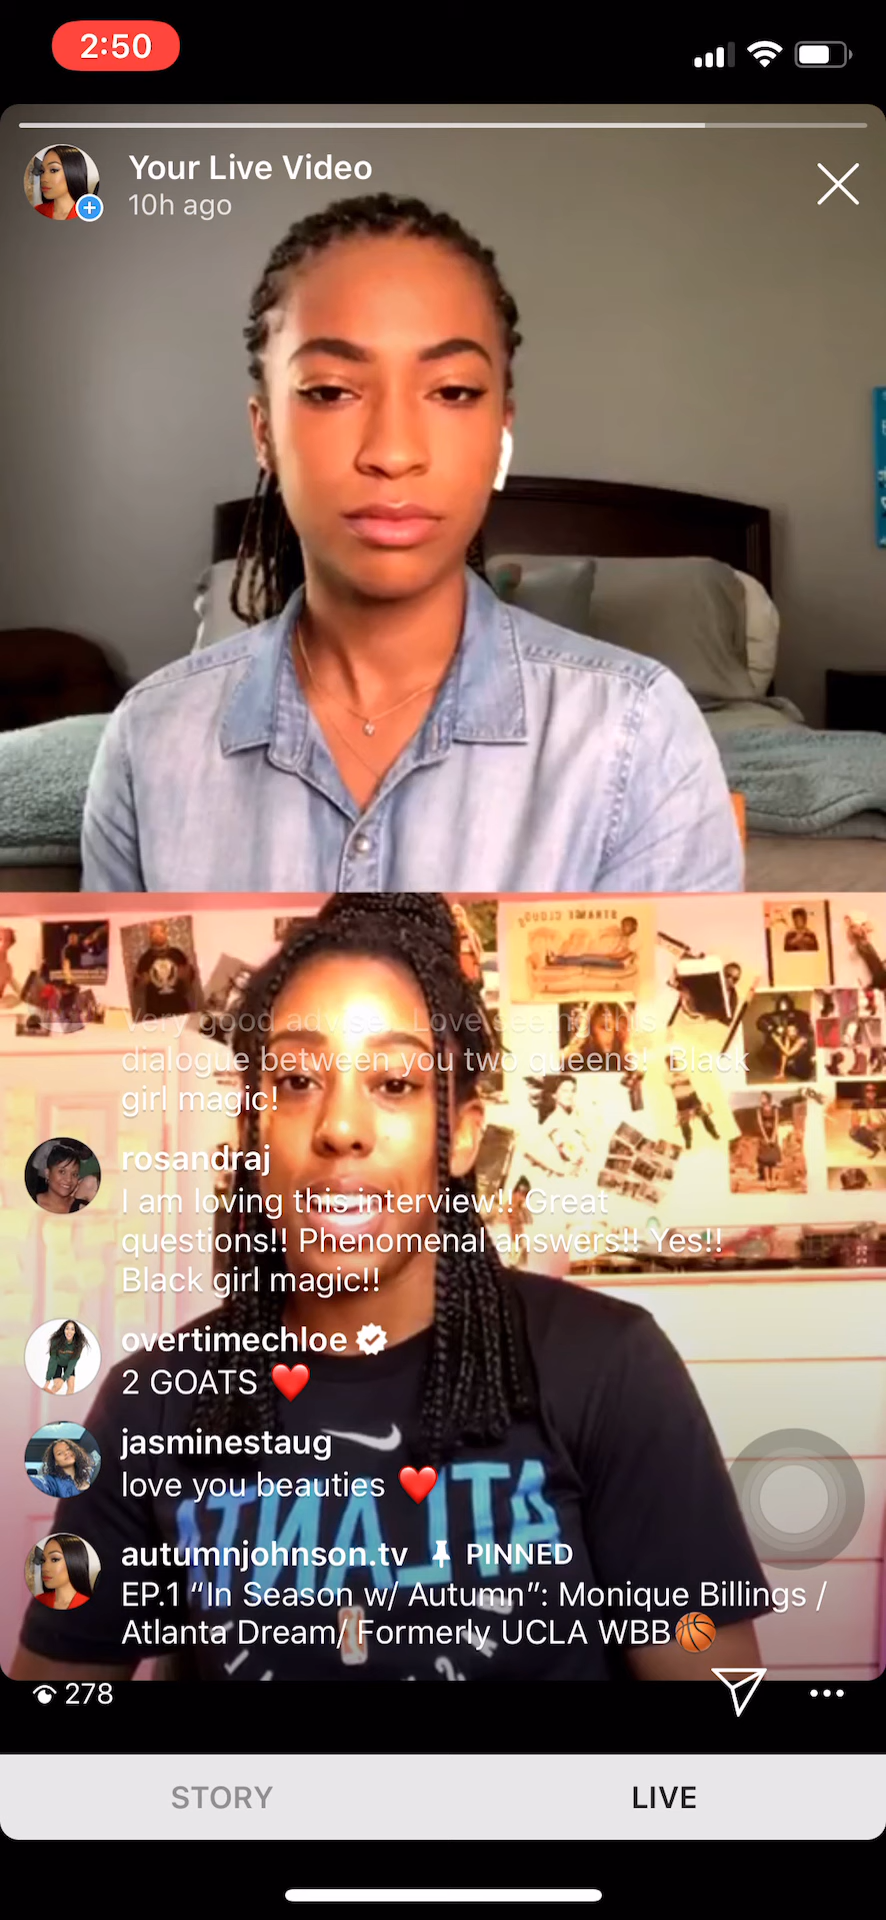 2:50
Your Live Video
10h ago
STRANGE CLOUDS
Very good advise. Love seeing this
dialogue between you two queens! Black
girl magic!
rosandraj
I am loving this interview!! Great
questions!! Phenomenal answers!! Yes!!
Black girl magic!!
overtimechloe
2 GOATS ❤️
jasminestaug
love you beauties ❤️
ATLANTA
autumnjohnson.tv PINNED
EP.1 “In Season w/ Autumn”: Monique Billings /
Atlanta Dream/ Formerly UCLA WBB🏀
278
STORY LIVE